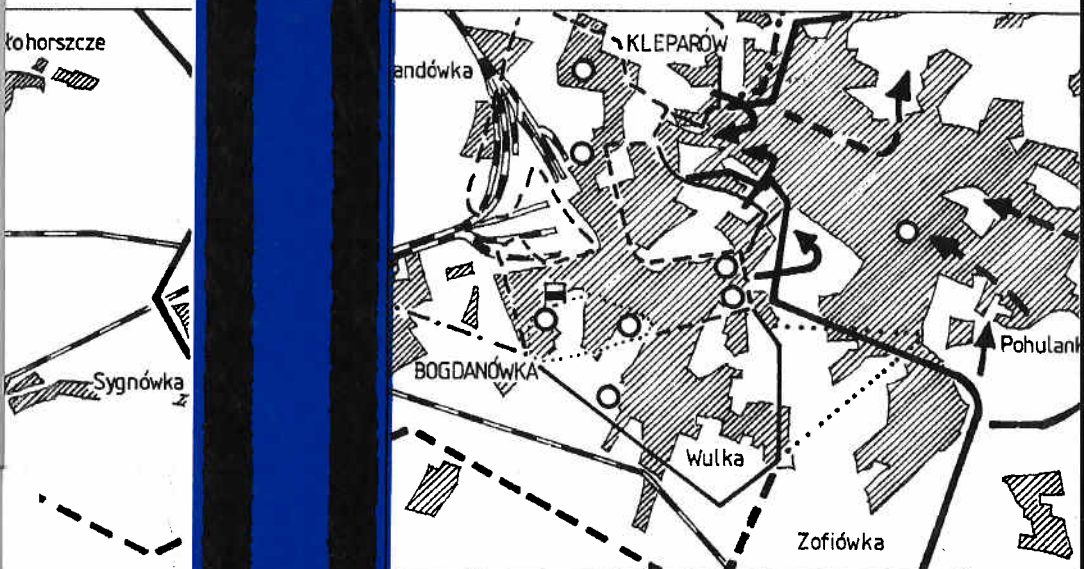 łohorszcze
KLEPARÓW
andówka
Sygnówka
BOGDANÓWKA
Pohulank
Wulka
Zofiówka